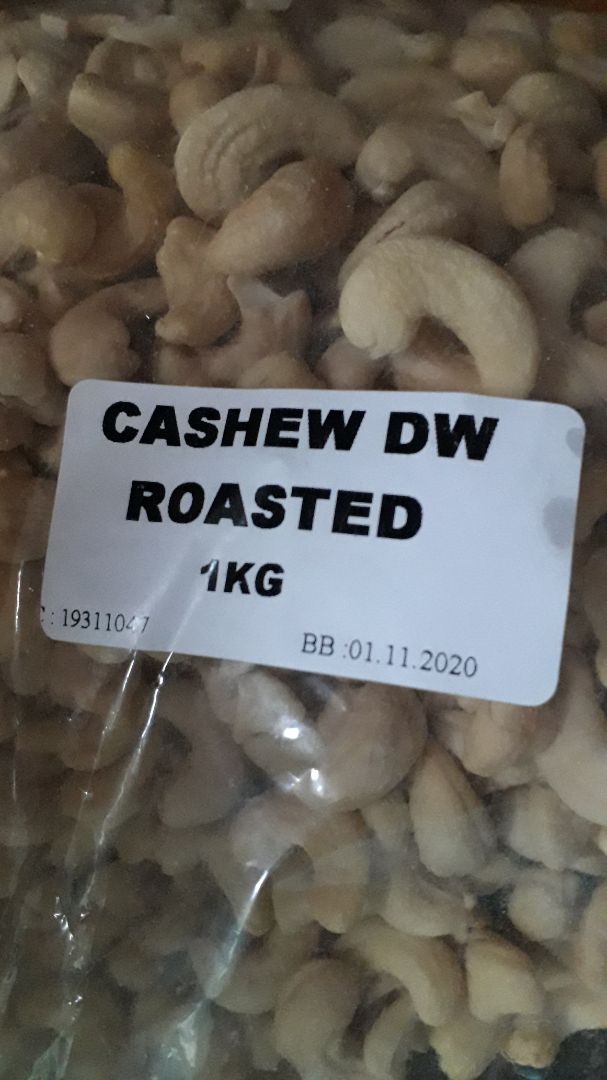 CASHEW DW
ROASTED
1KG
: 19311047
BB :01.11.2020